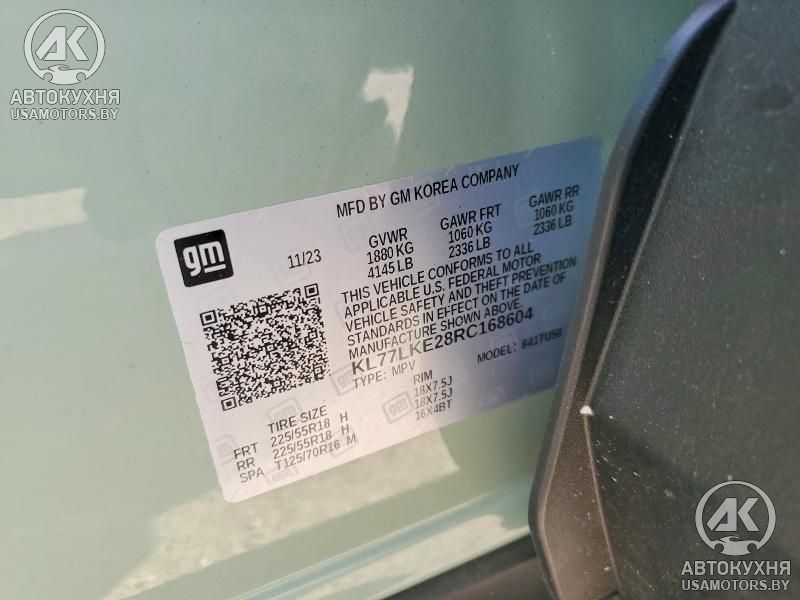 AK
АВТОКУХНЯ
USAMOTORS.BY
MFD BY GM KOREA COMPANY
gm
11/23
GVWR GAWR FRT GAWR RR
1880 KG 1060 KG 1060 KG
4145 LB 2336 LB 2336 LB
THIS VEHICLE CONFORMS TO ALL
APPLICABLE U.S. FEDERAL MOTOR
VEHICLE SAFETY AND THEFT PREVENTION
STANDARDS IN EFFECT ON THE DATE OF
MANUFACTURE SHOWN ABOVE.
KL77LKE28RC168604
TYPE: MPV MODEL: 841TU58
TIRE SIZE RIM
FRT 225/55R18 H 18X7.5J
RR 225/55R18 H 18X7.5J
SPA T125/70R16 M 16X4BT
AK
АВТОКУХНЯ
USAMOTORS.BY